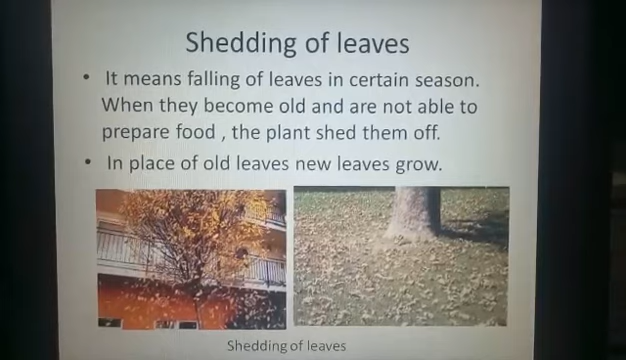 Shedding of leaves
• It means falling of leaves in certain season.
When they become old and are not able to
prepare food , the plant shed them off.
• In place of old leaves new leaves grow.
Shedding of leaves